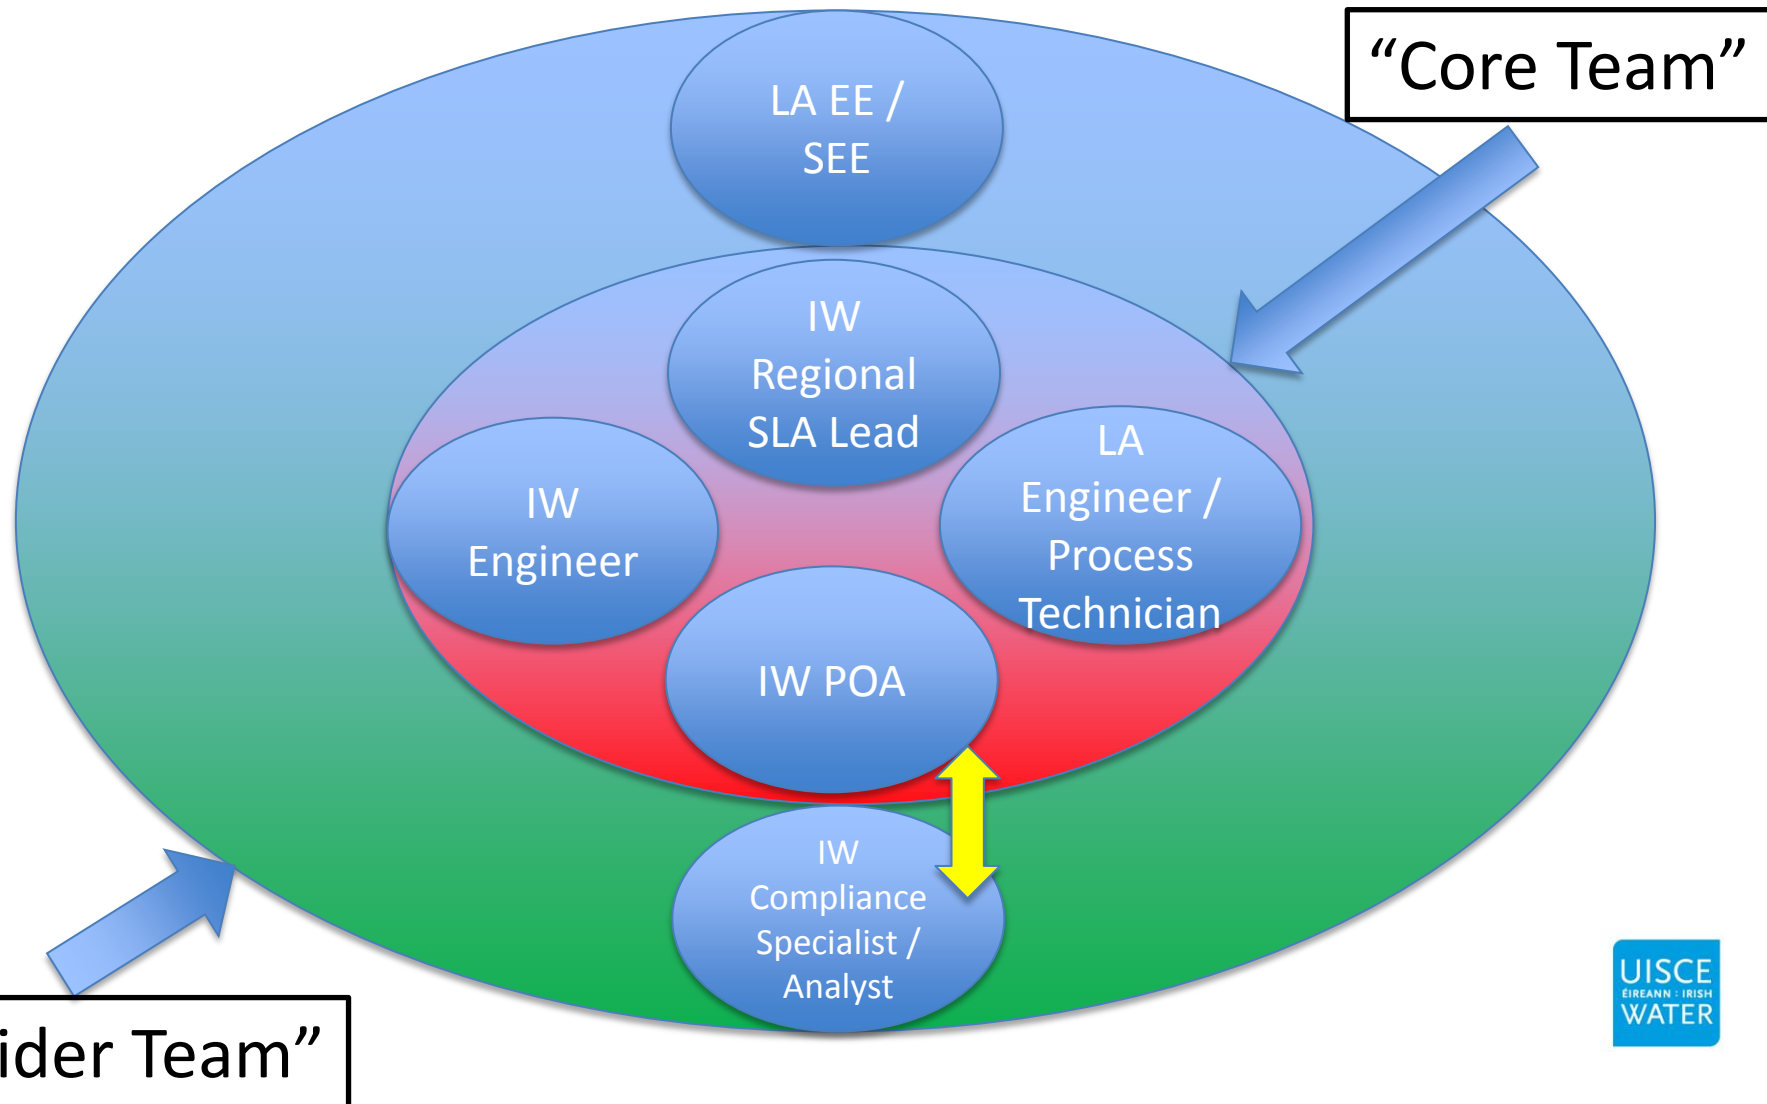 “Core Team”
LA EE /
SEE
IW
Regional
SLA Lead
IW
Engineer
LA
Engineer /
Process
Technician
IW POA
IW
Compliance
Specialist /
Analyst
ider Team”
UISCE
ÉIREANN : IRISH
WATER